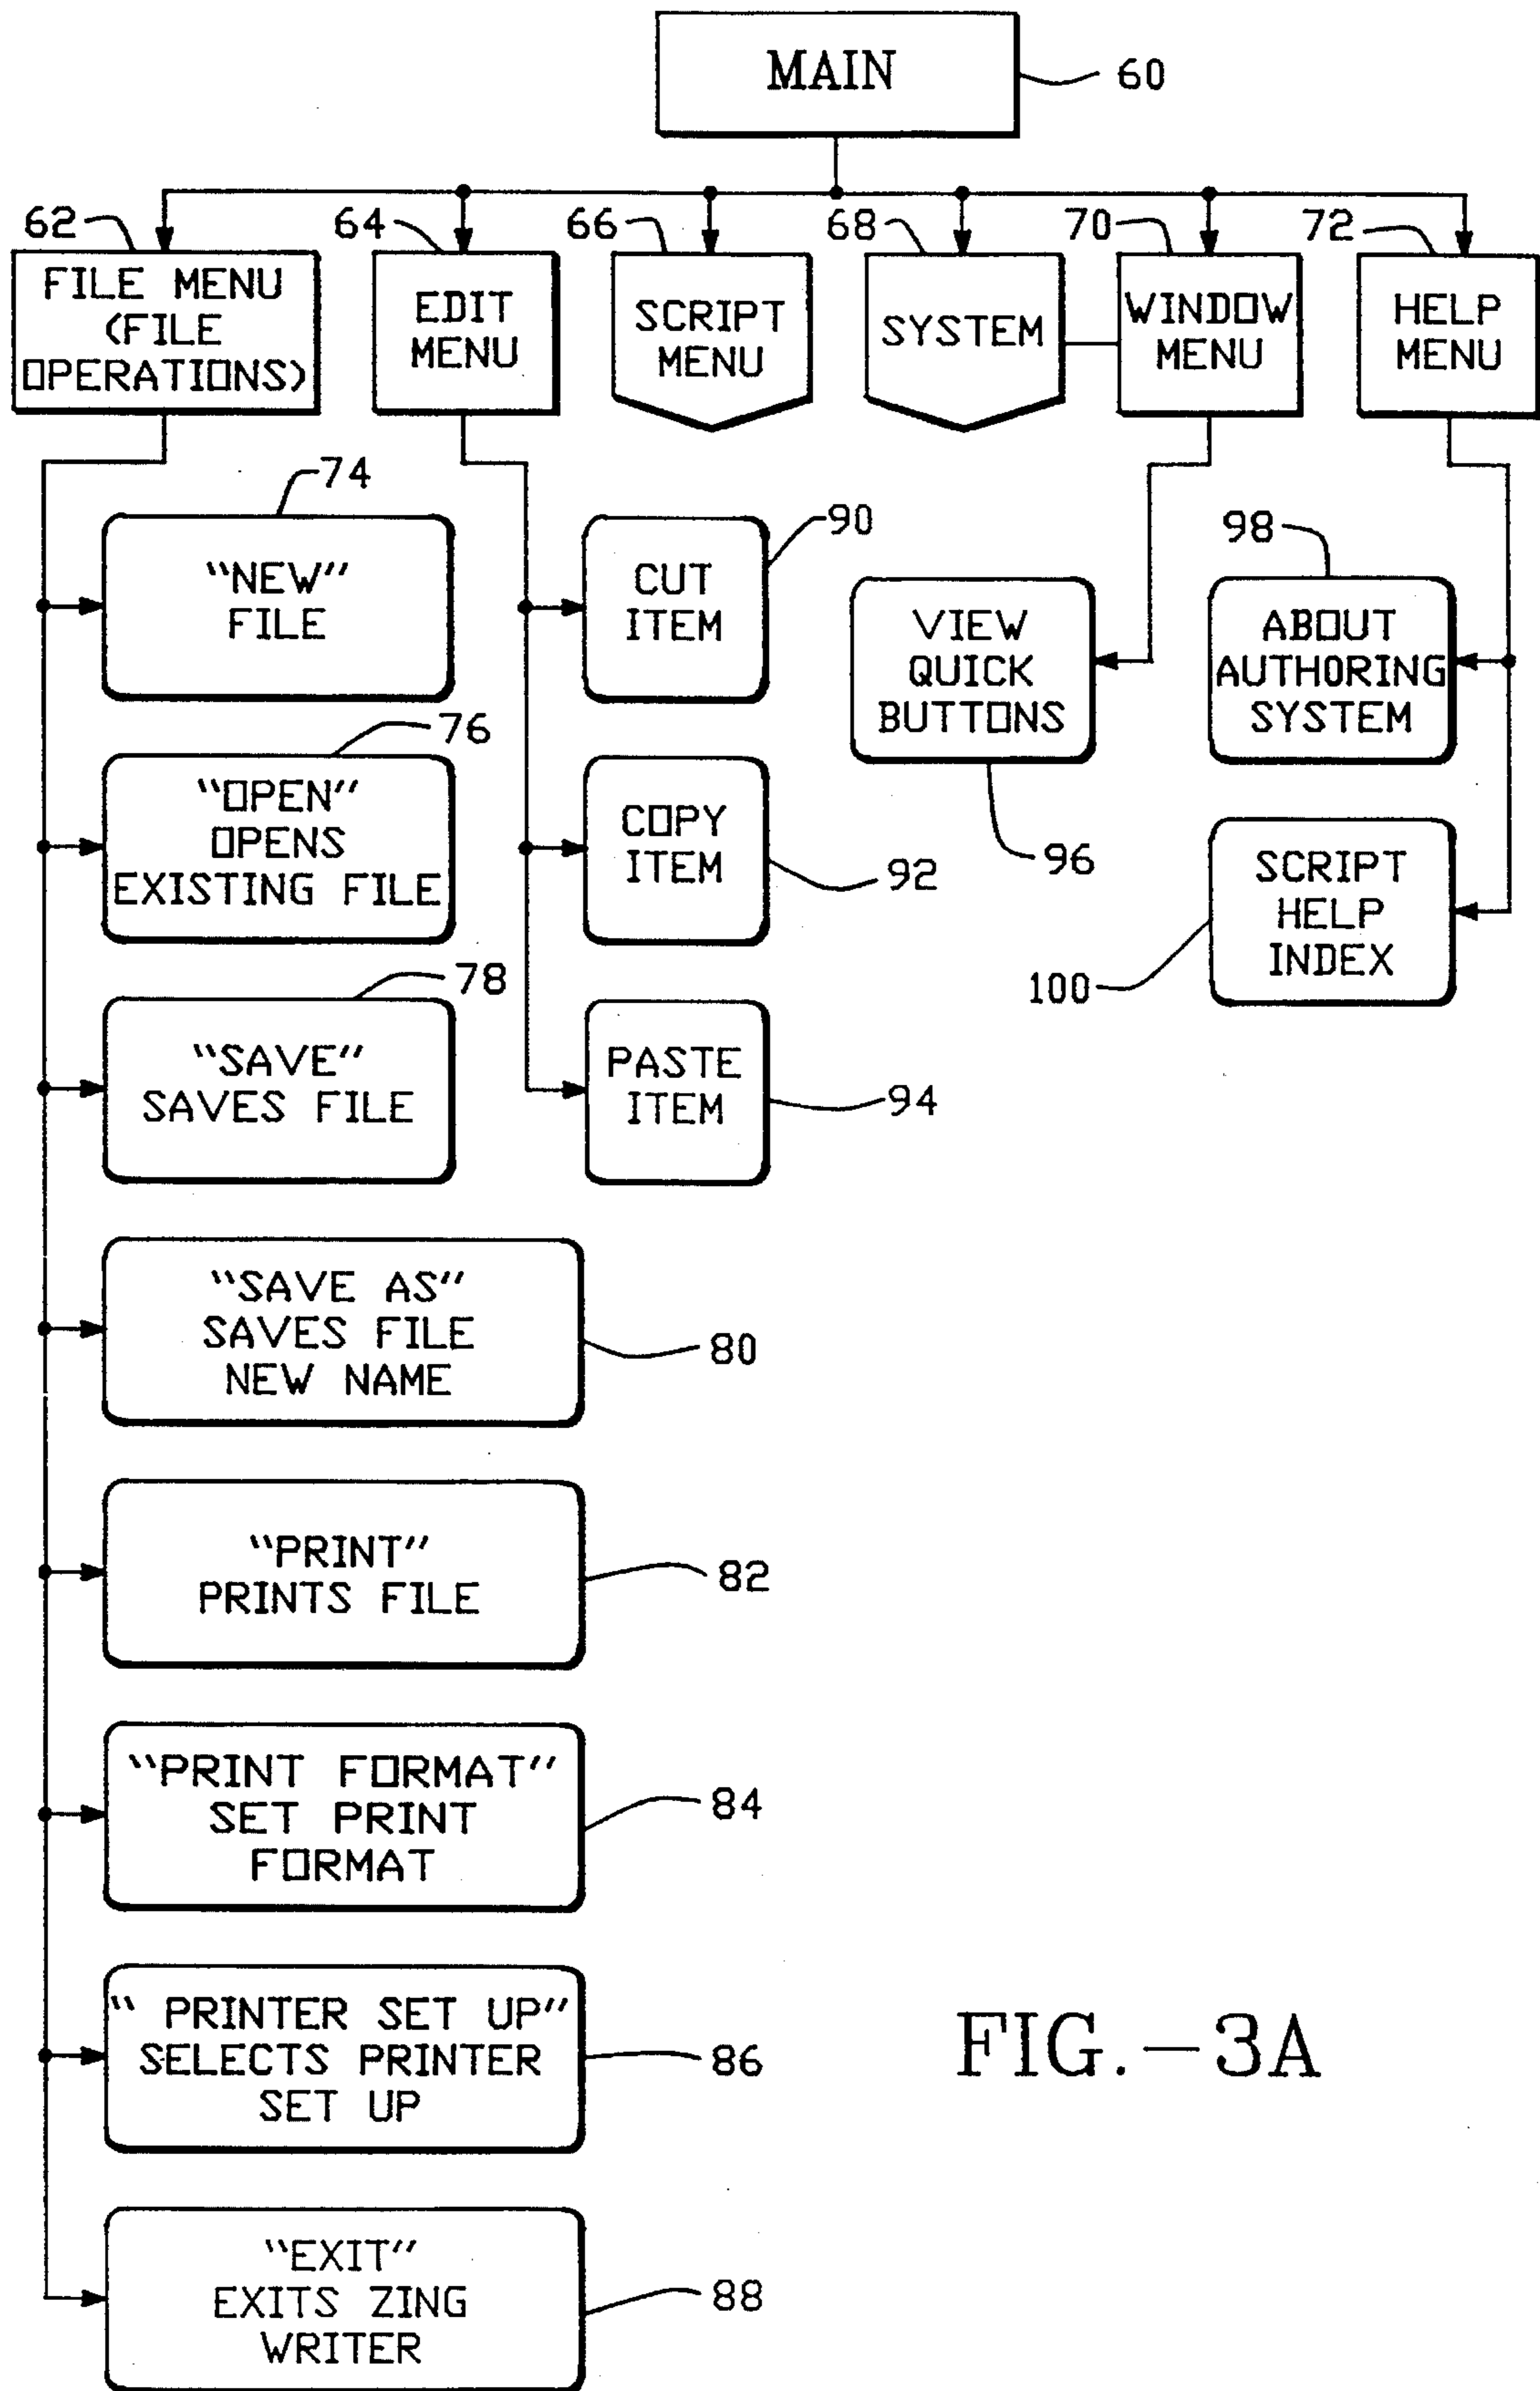 MAIN
60
62
64
66
68
70
72
FILE MENU
(FILE
OPERATIONS)
EDIT
MENU
SCRIPT
MENU
SYSTEM
WINDOW
MENU
HELP
MENU
74
"NEW"
FILE
76
"OPEN"
OPENS
EXISTING FILE
78
"SAVE"
SAVES FILE
"SAVE AS"
SAVES FILE
NEW NAME
80
"PRINT"
PRINTS FILE
82
"PRINT FORMAT"
SET PRINT
FORMAT
84
" PRINTER SET UP"
SELECTS PRINTER
SET UP
86
"EXIT"
EXITS ZING
WRITER
88
90
CUT
ITEM
COPY
ITEM
92
PASTE
ITEM
94
VIEW
QUICK
BUTTONS
96
98
ABOUT
AUTHORING
SYSTEM
SCRIPT
HELP
INDEX
100
FIG.-3A